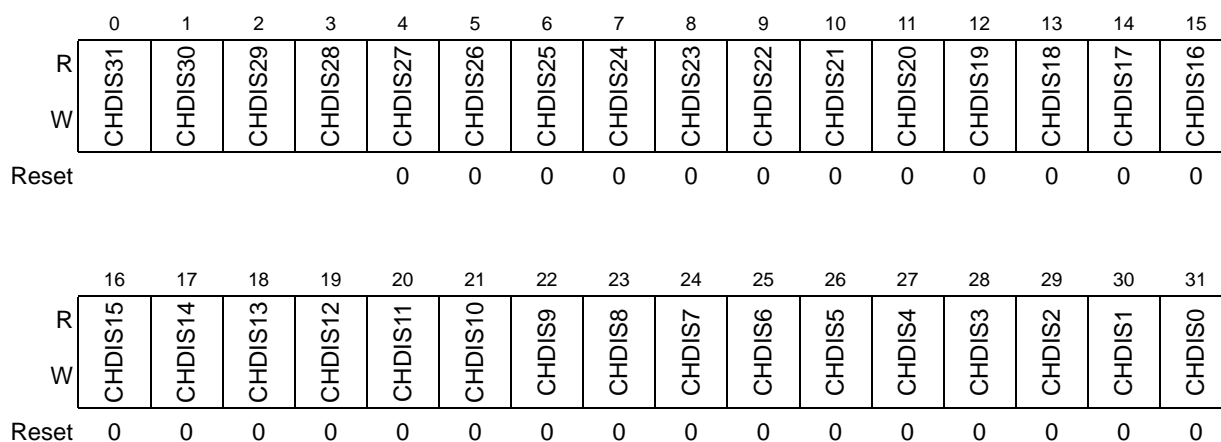 0 1 2 3 4 5 6 7 8 9 10 11 12 13 14 15
R CHDIS31 CHDIS30 CHDIS29 CHDIS28 CHDIS27 CHDIS26 CHDIS25 CHDIS24 CHDIS23 CHDIS22 CHDIS21 CHDIS20 CHDIS19 CHDIS18 CHDIS17 CHDIS16
W
Reset 0 0 0 0 0 0 0 0 0 0 0 0
16 17 18 19 20 21 22 23 24 25 26 27 28 29 30 31
R CHDIS15 CHDIS14 CHDIS13 CHDIS12 CHDIS11 CHDIS10 CHDIS9 CHDIS8 CHDIS7 CHDIS6 CHDIS5 CHDIS4 CHDIS3 CHDIS2 CHDIS1 CHDIS0
W
Reset 0 0 0 0 0 0 0 0 0 0 0 0 0 0 0 0